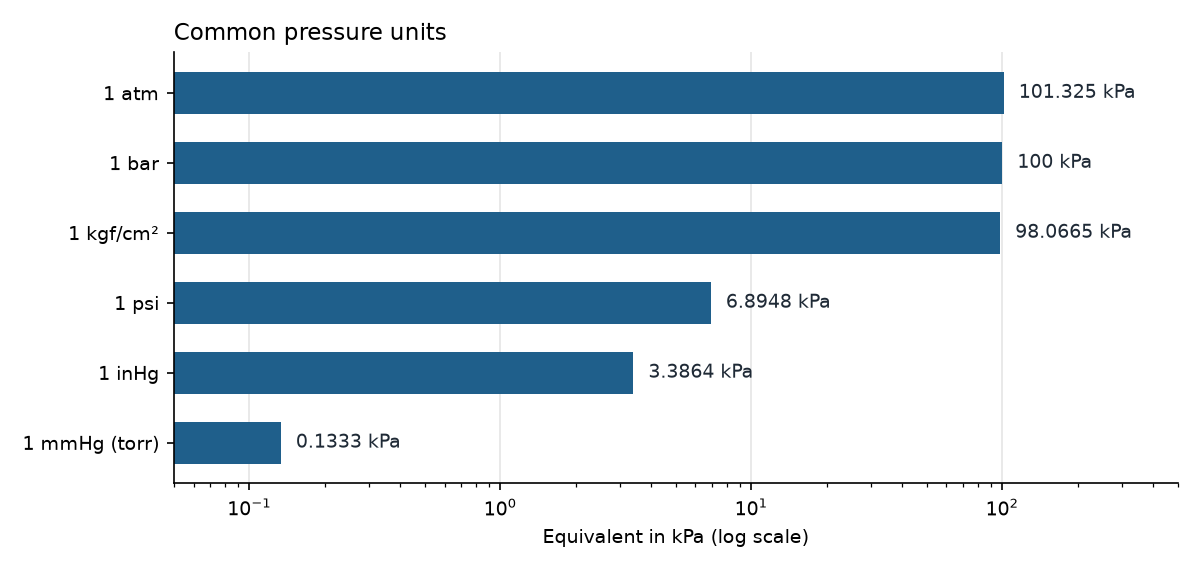 Common pressure units
1 atm 101.325 kPa
1 bar 100 kPa
1 kgf/cm² 98.0665 kPa
1 psi 6.8948 kPa
1 inHg 3.3864 kPa
1 mmHg (torr) 0.1333 kPa
10⁻¹ 10⁰ 10¹ 10²
Equivalent in kPa (log scale)